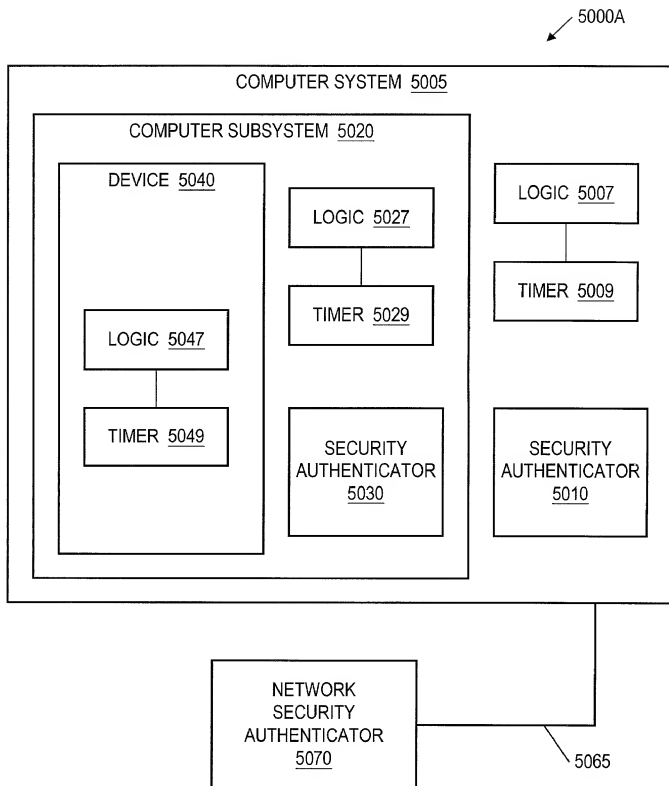 5000A
COMPUTER SYSTEM 5005
COMPUTER SUBSYSTEM 5020
DEVICE 5040
LOGIC 5027
LOGIC 5007
TIMER 5029
TIMER 5009
LOGIC 5047
TIMER 5049
SECURITY
AUTHENTICATOR
5030
SECURITY
AUTHENTICATOR
5010
NETWORK
SECURITY
AUTHENTICATOR
5070
5065